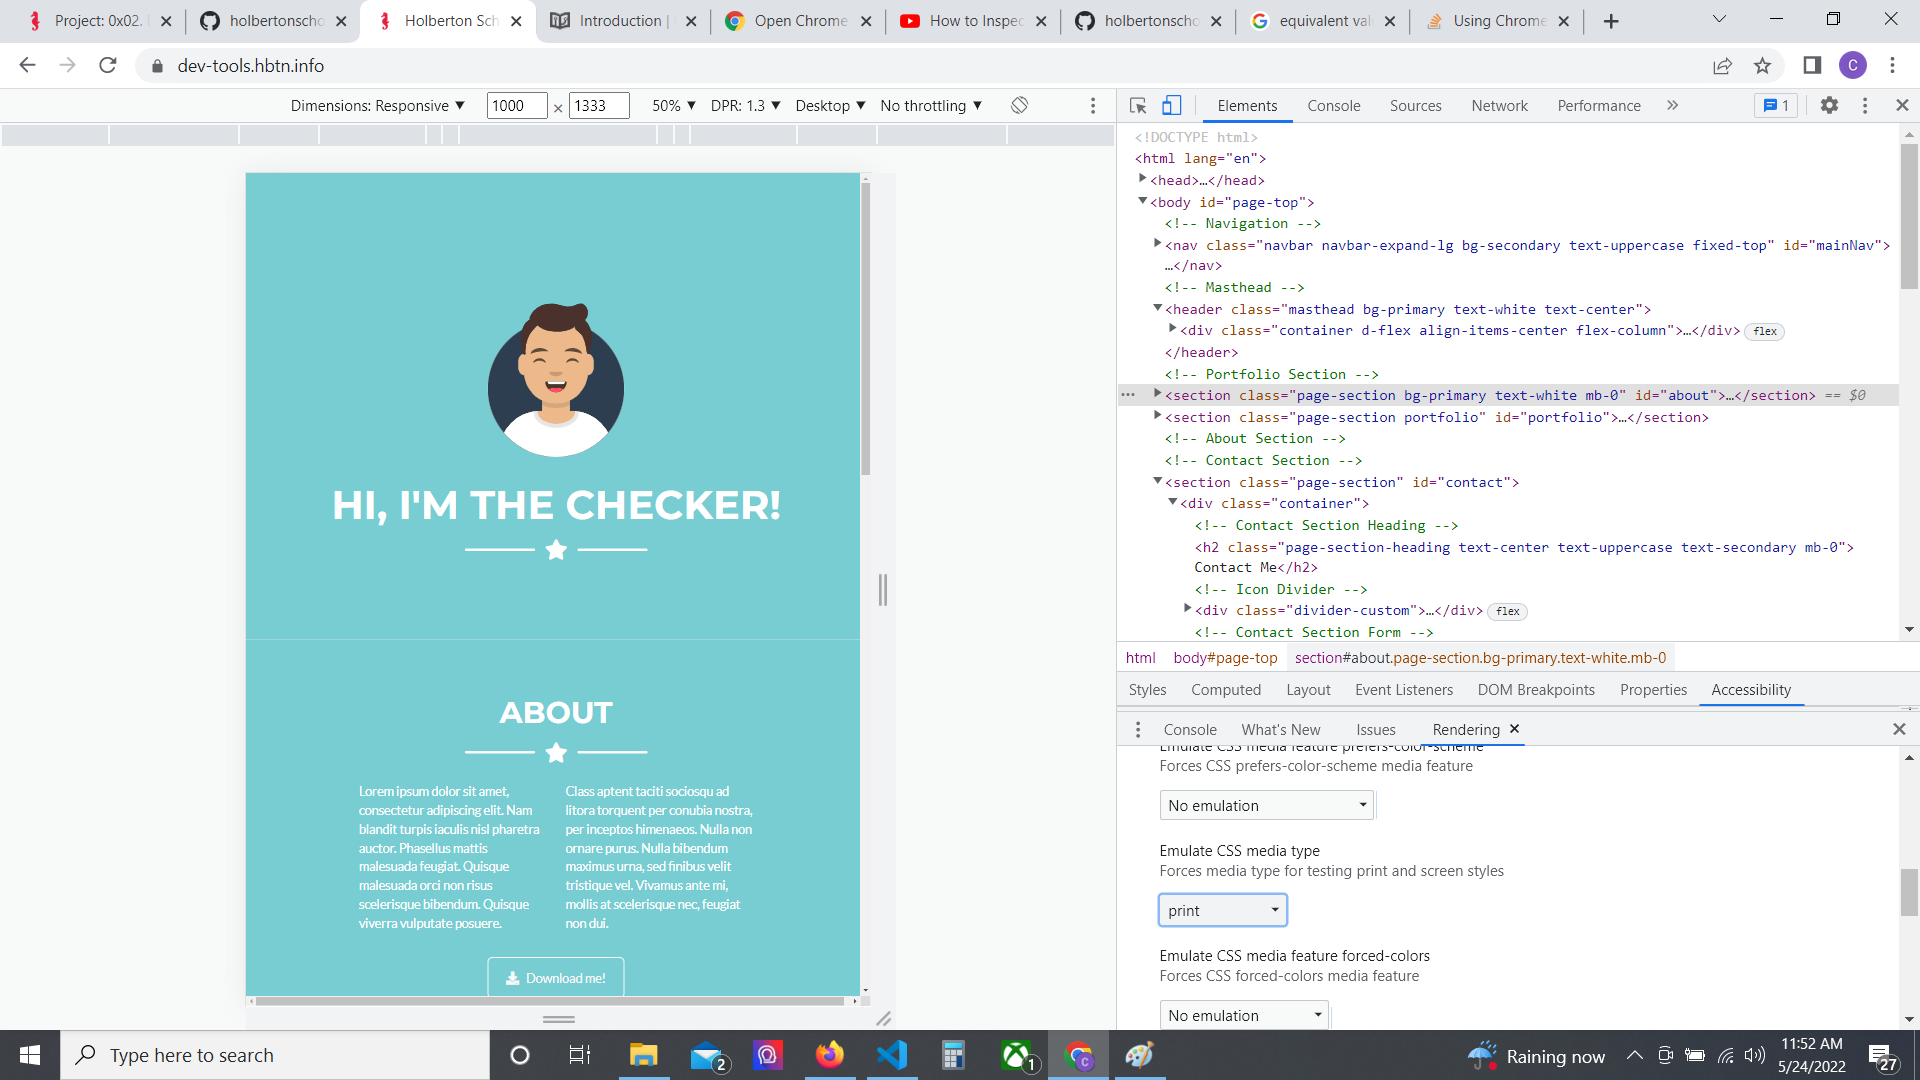 Project: 0x02.
holbertonscho
Holberton Sch
Introduction |
Open Chrome
How to Inspec
holbertonscho
equivalent val
Using Chrome
dev-tools.hbtn.info
C
Dimensions: Responsive ▼
1000 × 1333
50% ▼
DPR: 1.3 ▼
Desktop ▼
No throttling ▼
Elements
Console
Sources
Network
Performance
»
1
HI, I'M THE CHECKER!
ABOUT
Lorem ipsum dolor sit amet,
consectetur adipiscing elit. Nam
blandit turpis iaculis nisl pharetra
auctor. Phasellus mattis
malesuada feugiat. Quisque
malesuada orci non risus
scelerisque bibendum. Quisque
viverra vulputate posuere.
Class aptent taciti sociosqu ad
litora torquent per conubia nostra,
per inceptos himenaeos. Nulla non
ornare purus. Nulla bibendum
maximus urna, sed finibus velit
tristique vel. Vivamus ante mi,
mollis at scelerisque nec, feugiat
non dui.
Download me!
<!DOCTYPE html>
<html lang="en">
<head>…</head>
<body id="page-top">
<!-- Navigation -->
<nav class="navbar navbar-expand-lg bg-secondary text-uppercase fixed-top" id="mainNav">
…</nav>
<!-- Masthead -->
<header class="masthead bg-primary text-white text-center">
<div class="container d-flex align-items-center flex-column">…</div> flex
</header>
<!-- Portfolio Section -->
<section class="page-section bg-primary text-white mb-0" id="about">…</section> == $0
<section class="page-section portfolio" id="portfolio">…</section>
<!-- About Section -->
<!-- Contact Section -->
<section class="page-section" id="contact">
<div class="container">
<!-- Contact Section Heading -->
<h2 class="page-section-heading text-center text-uppercase text-secondary mb-0">
Contact Me</h2>
<!-- Icon Divider -->
<div class="divider-custom">…</div> flex
<!-- Contact Section Form -->
html
body#page-top
section#about.page-section.bg-primary.text-white.mb-0
Styles
Computed
Layout
Event Listeners
DOM Breakpoints
Properties
Accessibility
Console
What's New
Issues
Rendering
Emulate CSS media feature prefers-color-scheme
Forces CSS prefers-color-scheme media feature
No emulation
Emulate CSS media type
Forces media type for testing print and screen styles
print
Emulate CSS media feature forced-colors
Forces CSS forced-colors media feature
No emulation
Type here to search
2
1
C
Raining now
11:52 AM
5/24/2022
27